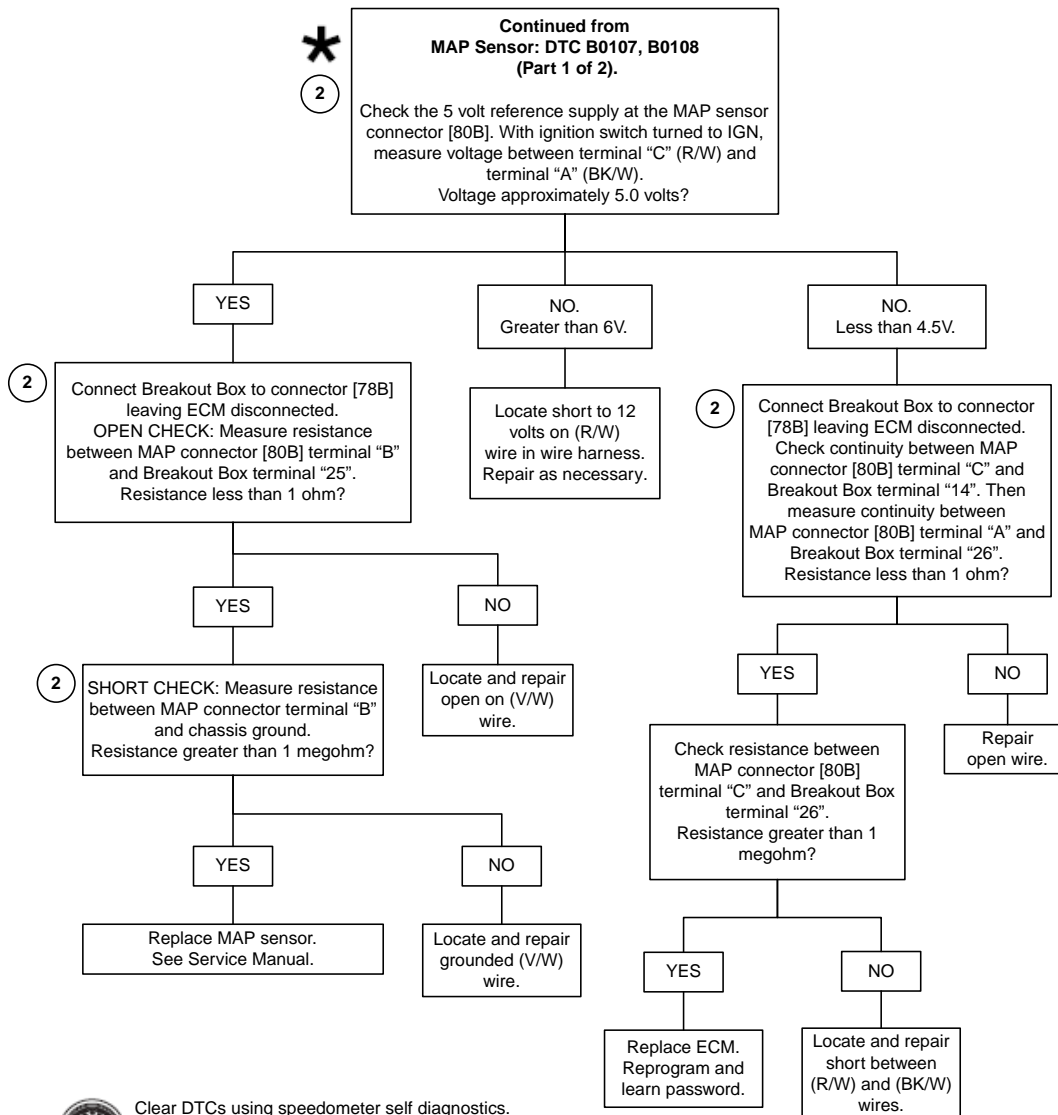 Continued from
MAP Sensor: DTC B0107, B0108
(Part 1 of 2).
2
Check the 5 volt reference supply at the MAP sensor
connector [80B]. With ignition switch turned to IGN,
measure voltage between terminal “C” (R/W) and
terminal “A” (BK/W).
Voltage approximately 5.0 volts?
YES
NO.
Greater than 6V.
NO.
Less than 4.5V.
2
Connect Breakout Box to connector [78B]
leaving ECM disconnected.
OPEN CHECK: Measure resistance
between MAP connector [80B] terminal “B”
and Breakout Box terminal “25”.
Resistance less than 1 ohm?
Locate short to 12
volts on (R/W)
wire in wire harness.
Repair as necessary.
2
Connect Breakout Box to connector
[78B] leaving ECM disconnected.
Check continuity between MAP
connector [80B] terminal “C” and
Breakout Box terminal “14”. Then
measure continuity between
MAP connector [80B] terminal “A” and
Breakout Box terminal “26”.
Resistance less than 1 ohm?
YES
NO
2
SHORT CHECK: Measure resistance
between MAP connector terminal “B”
and chassis ground.
Resistance greater than 1 megohm?
Locate and repair
open on (V/W)
wire.
YES
NO
Check resistance between
MAP connector [80B]
terminal “C” and Breakout Box
terminal “26”.
Resistance greater than 1
megohm?
Repair
open wire.
YES
NO
Replace MAP sensor.
See Service Manual.
Locate and repair
grounded (V/W)
wire.
YES
NO
Replace ECM.
Reprogram and
learn password.
Locate and repair
short between
(R/W) and (BK/W)
wires.
Clear DTCs using speedometer self diagnostics.